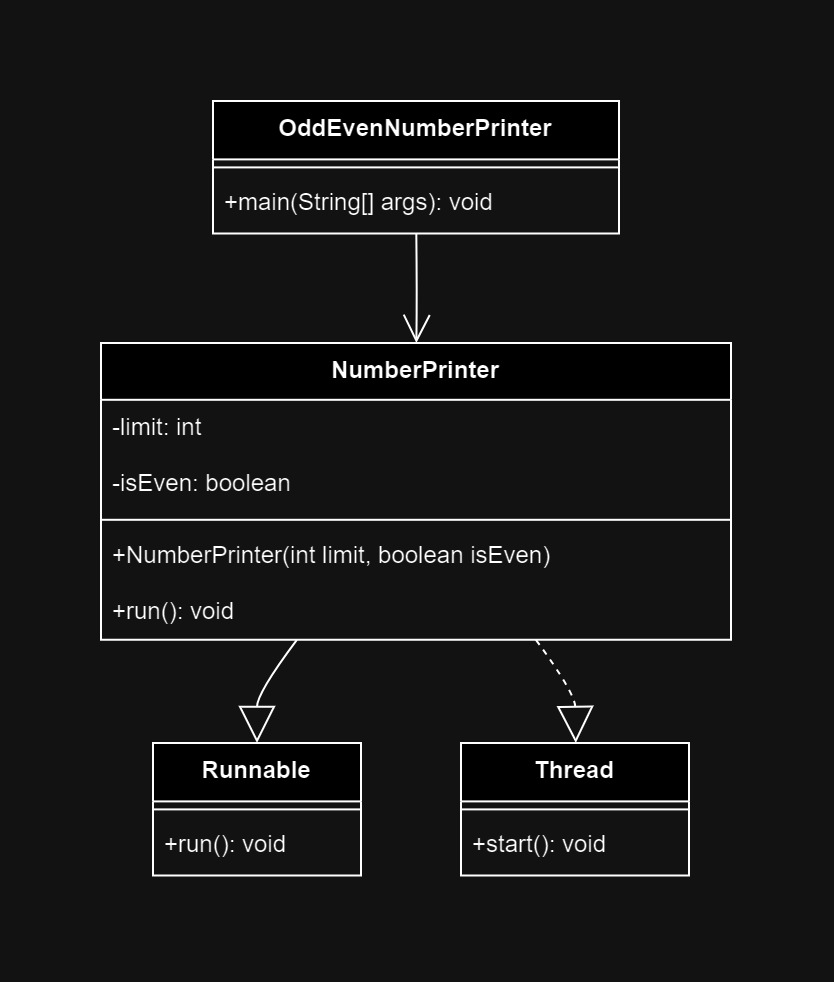 OddEvenNumberPrinter
+main(String[] args): void
NumberPrinter
-limit: int
-isEven: boolean
+NumberPrinter(int limit, boolean isEven)
+run(): void
Runnable
+run(): void
Thread
+start(): void